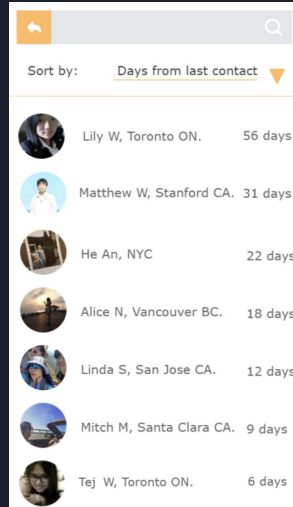 Sort by: Days from last contact
Lily W, Toronto ON. 56 days
Matthew W, Stanford CA. 31 days
He An, NYC 22 days
Alice N, Vancouver BC. 18 days
Linda S, San Jose CA. 12 days
Mitch M, Santa Clara CA. 9 days
Tej W, Toronto ON. 6 days